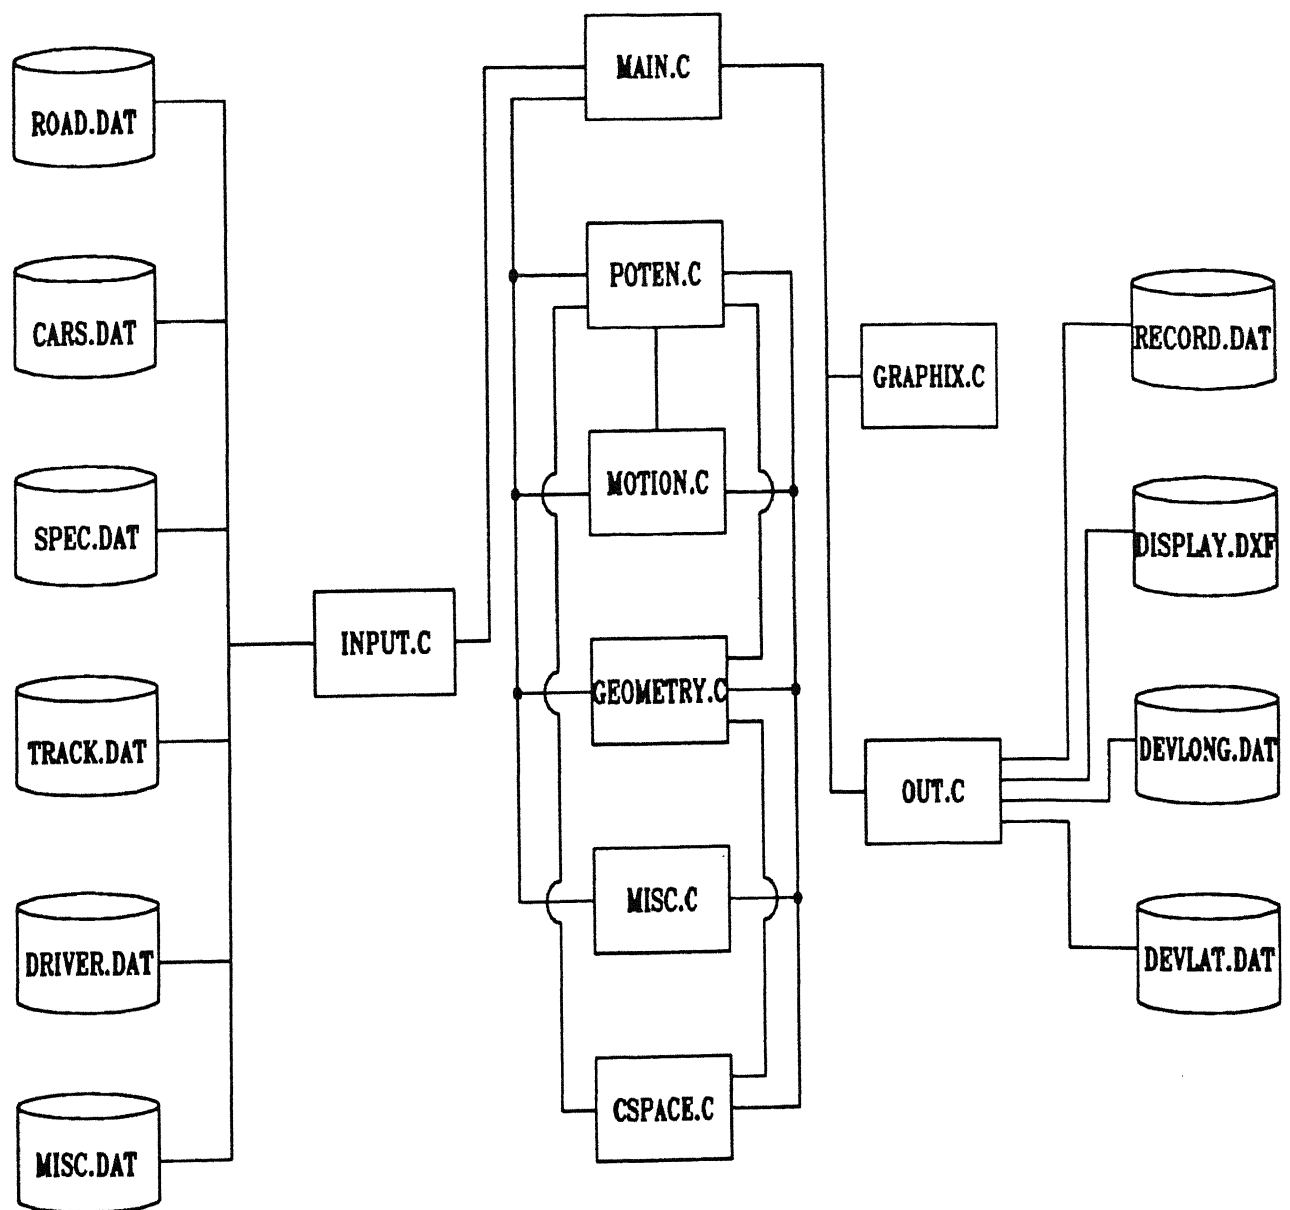 ROAD.DAT
CARS.DAT
SPEC.DAT
TRACK.DAT
DRIVER.DAT
MISC.DAT
INPUT.C
MAIN.C
POTEN.C
MOTION.C
GEOMETRY.C
MISC.C
CSPACE.C
GRAPHIX.C
OUT.C
RECORD.DAT
DISPLAY.DXF
DEVLONG.DAT
DEVLAT.DAT